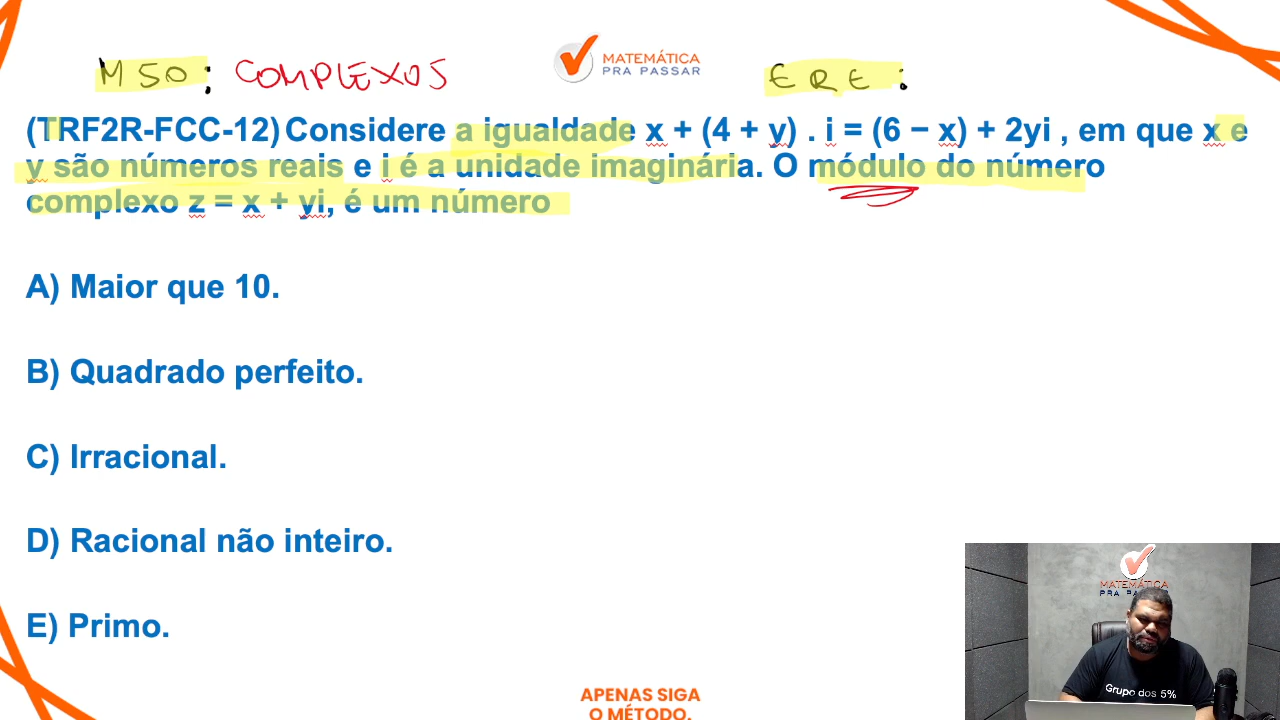 M50: COMPLEXOS
MATEMÁTICA
PRA PASSAR
ERE:
(TRF2R-FCC-12) Considere a igualdade x + (4 + y) . i = (6 − x) + 2yi , em que x e
y são números reais e i é a unidade imaginária. O módulo do número
complexo z = x + yi, é um número
A) Maior que 10.
B) Quadrado perfeito.
C) Irracional.
D) Racional não inteiro.
E) Primo.
MATEMÁTICA
PRA PASSAR
Grupo dos 5%
APENAS SIGA
O MÉTODO.